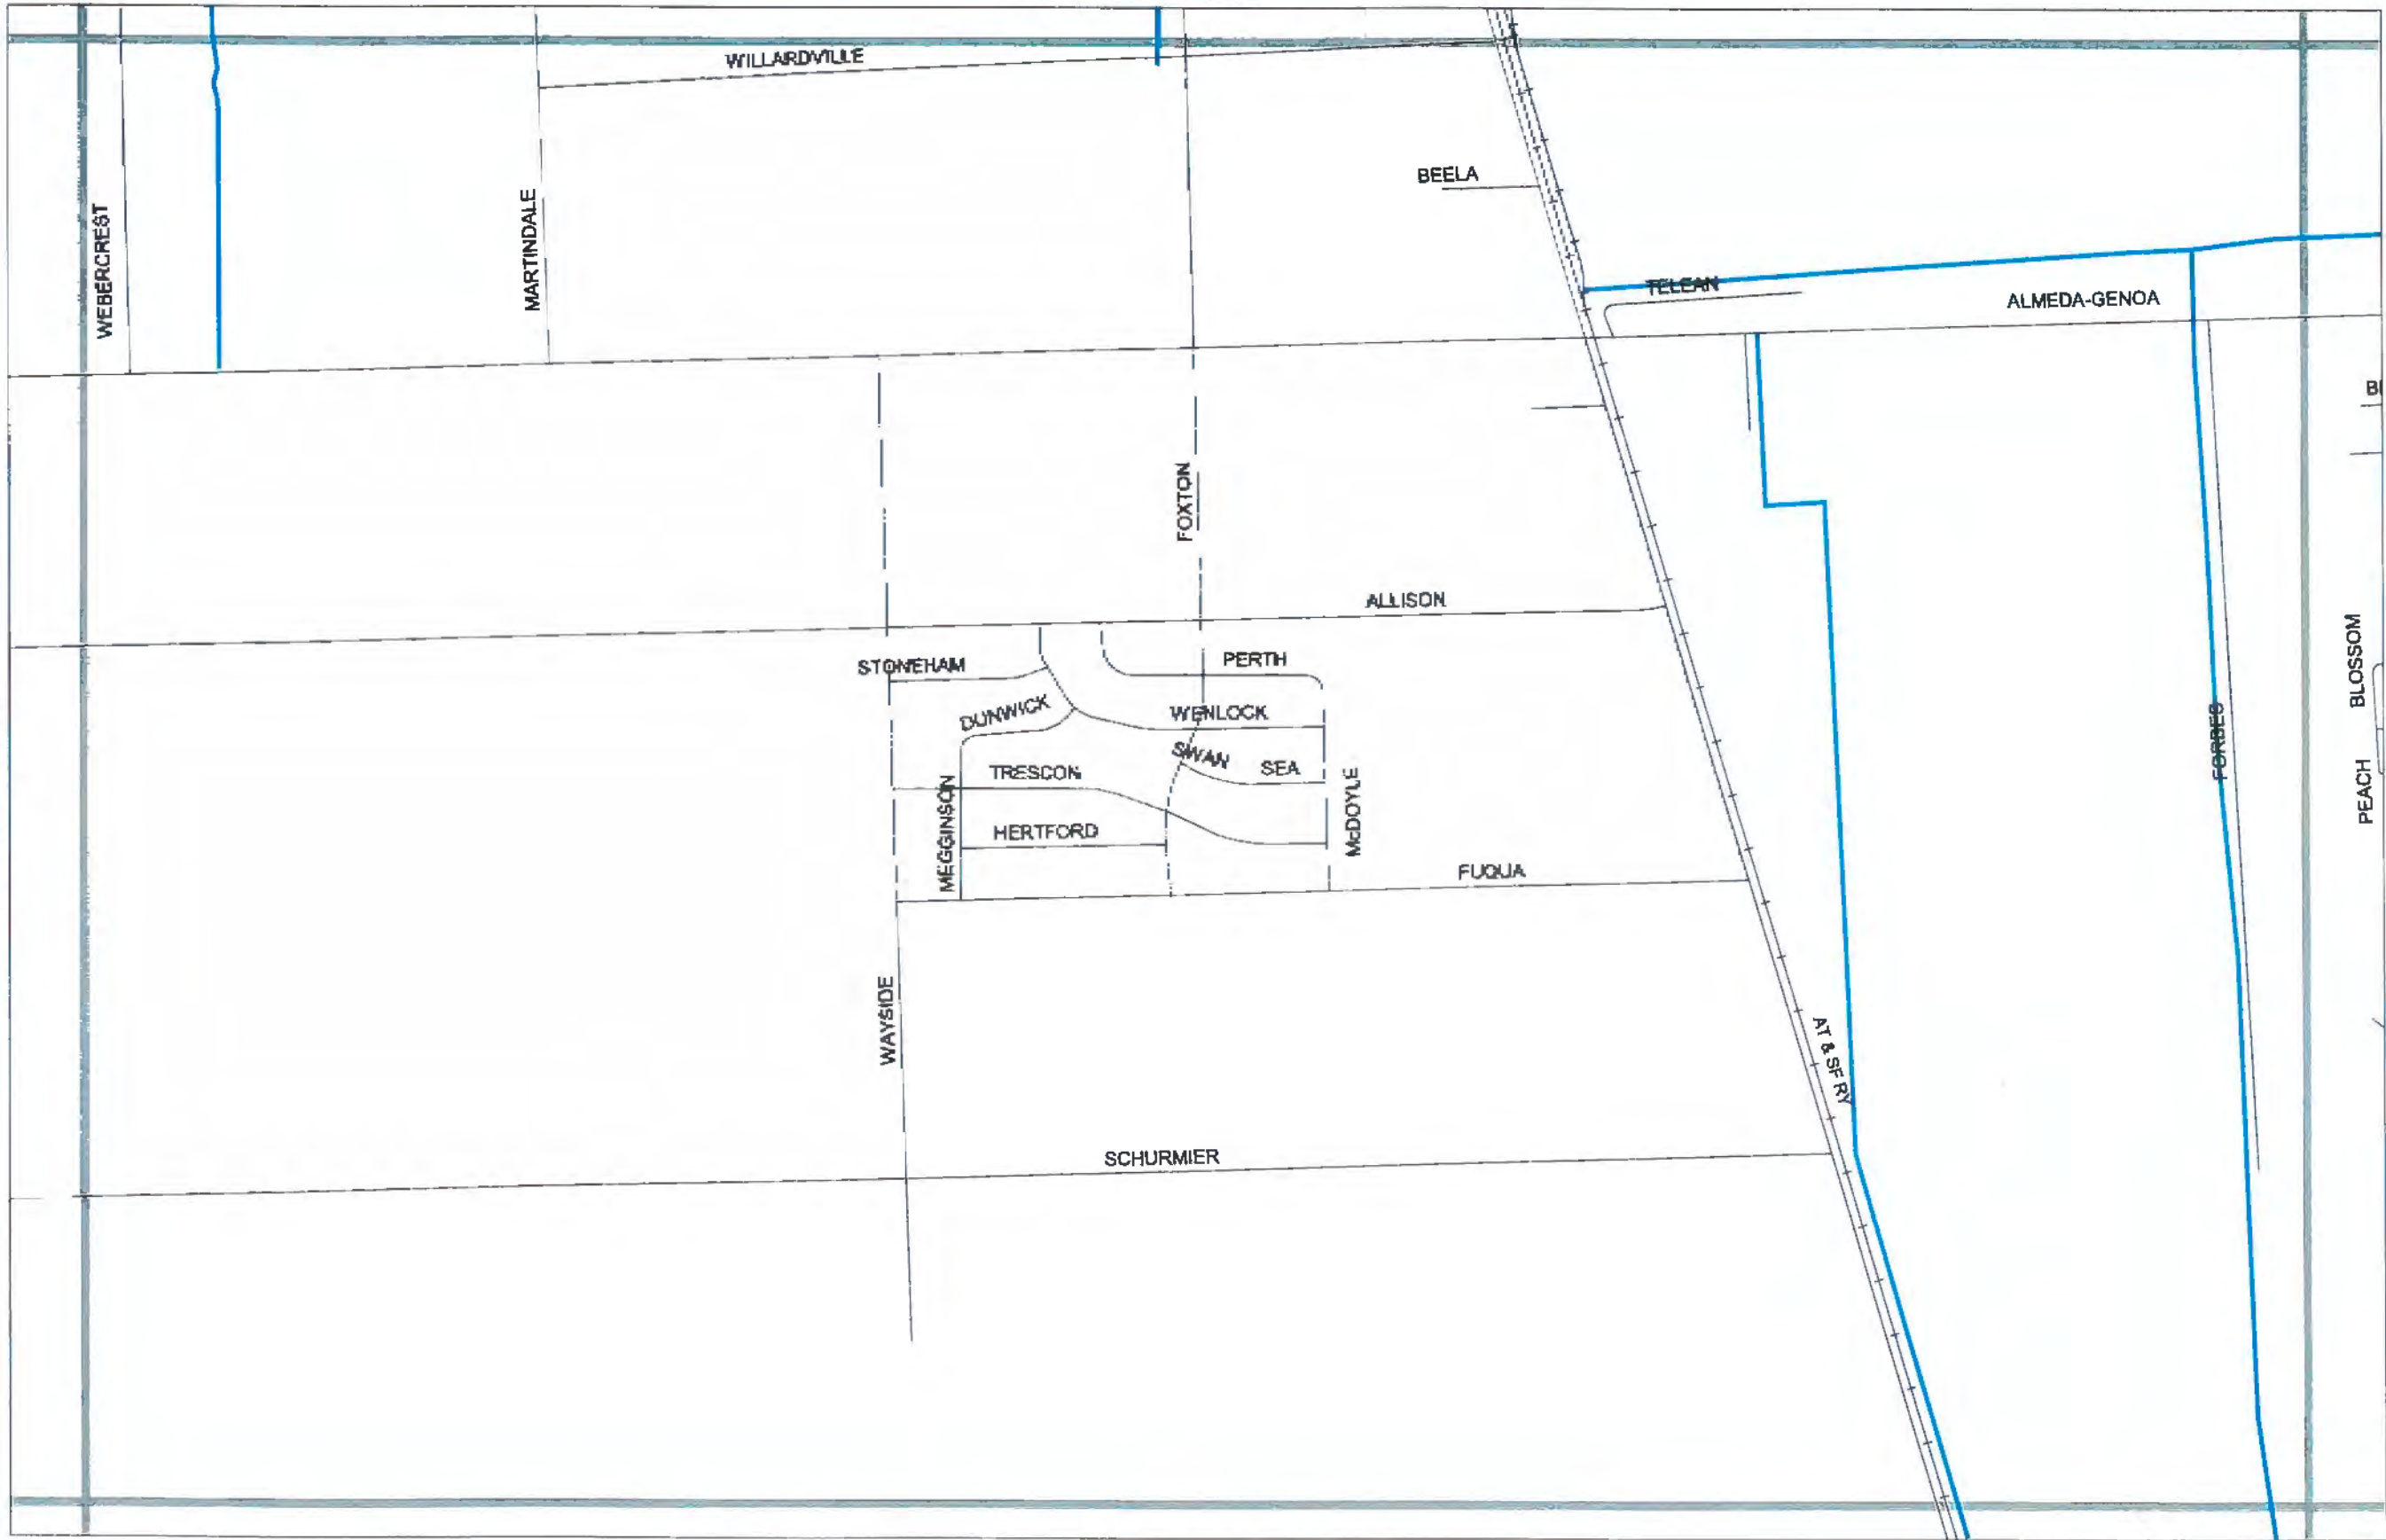 WILLARDVILLE
BEELA
MARTINDALE
WEBERCREST
TELEAN
ALMEDA-GENOA
FOXTON
ALLISON
STONEHAM
PERTH
DUNWICK
WENLOCK
SWAN SEA
TRESCON
MEGGINSON
HERTFORD
McDOYLE
FUQUA
FORBES
PEACH BLOSSOM
WAYSIDE
AT & SF RY
SCHURMIER